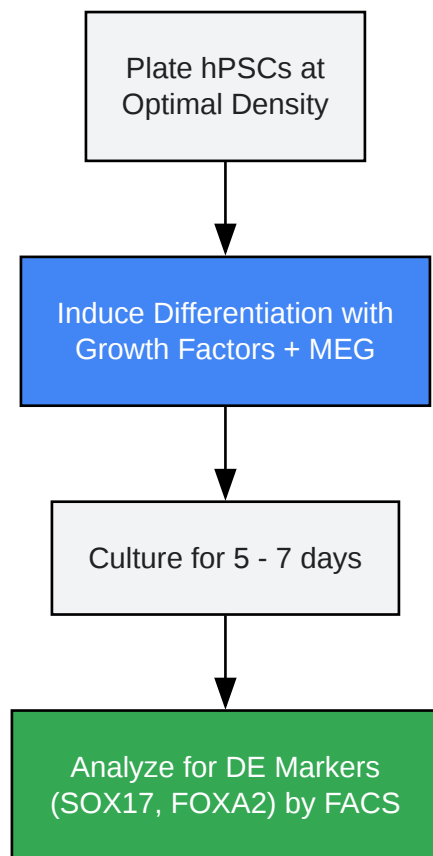 Plate hPSCs at
Optimal Density
Induce Differentiation with
Growth Factors + MEG
Culture for 5 - 7 days
Analyze for DE Markers
(SOX17, FOXA2) by FACS